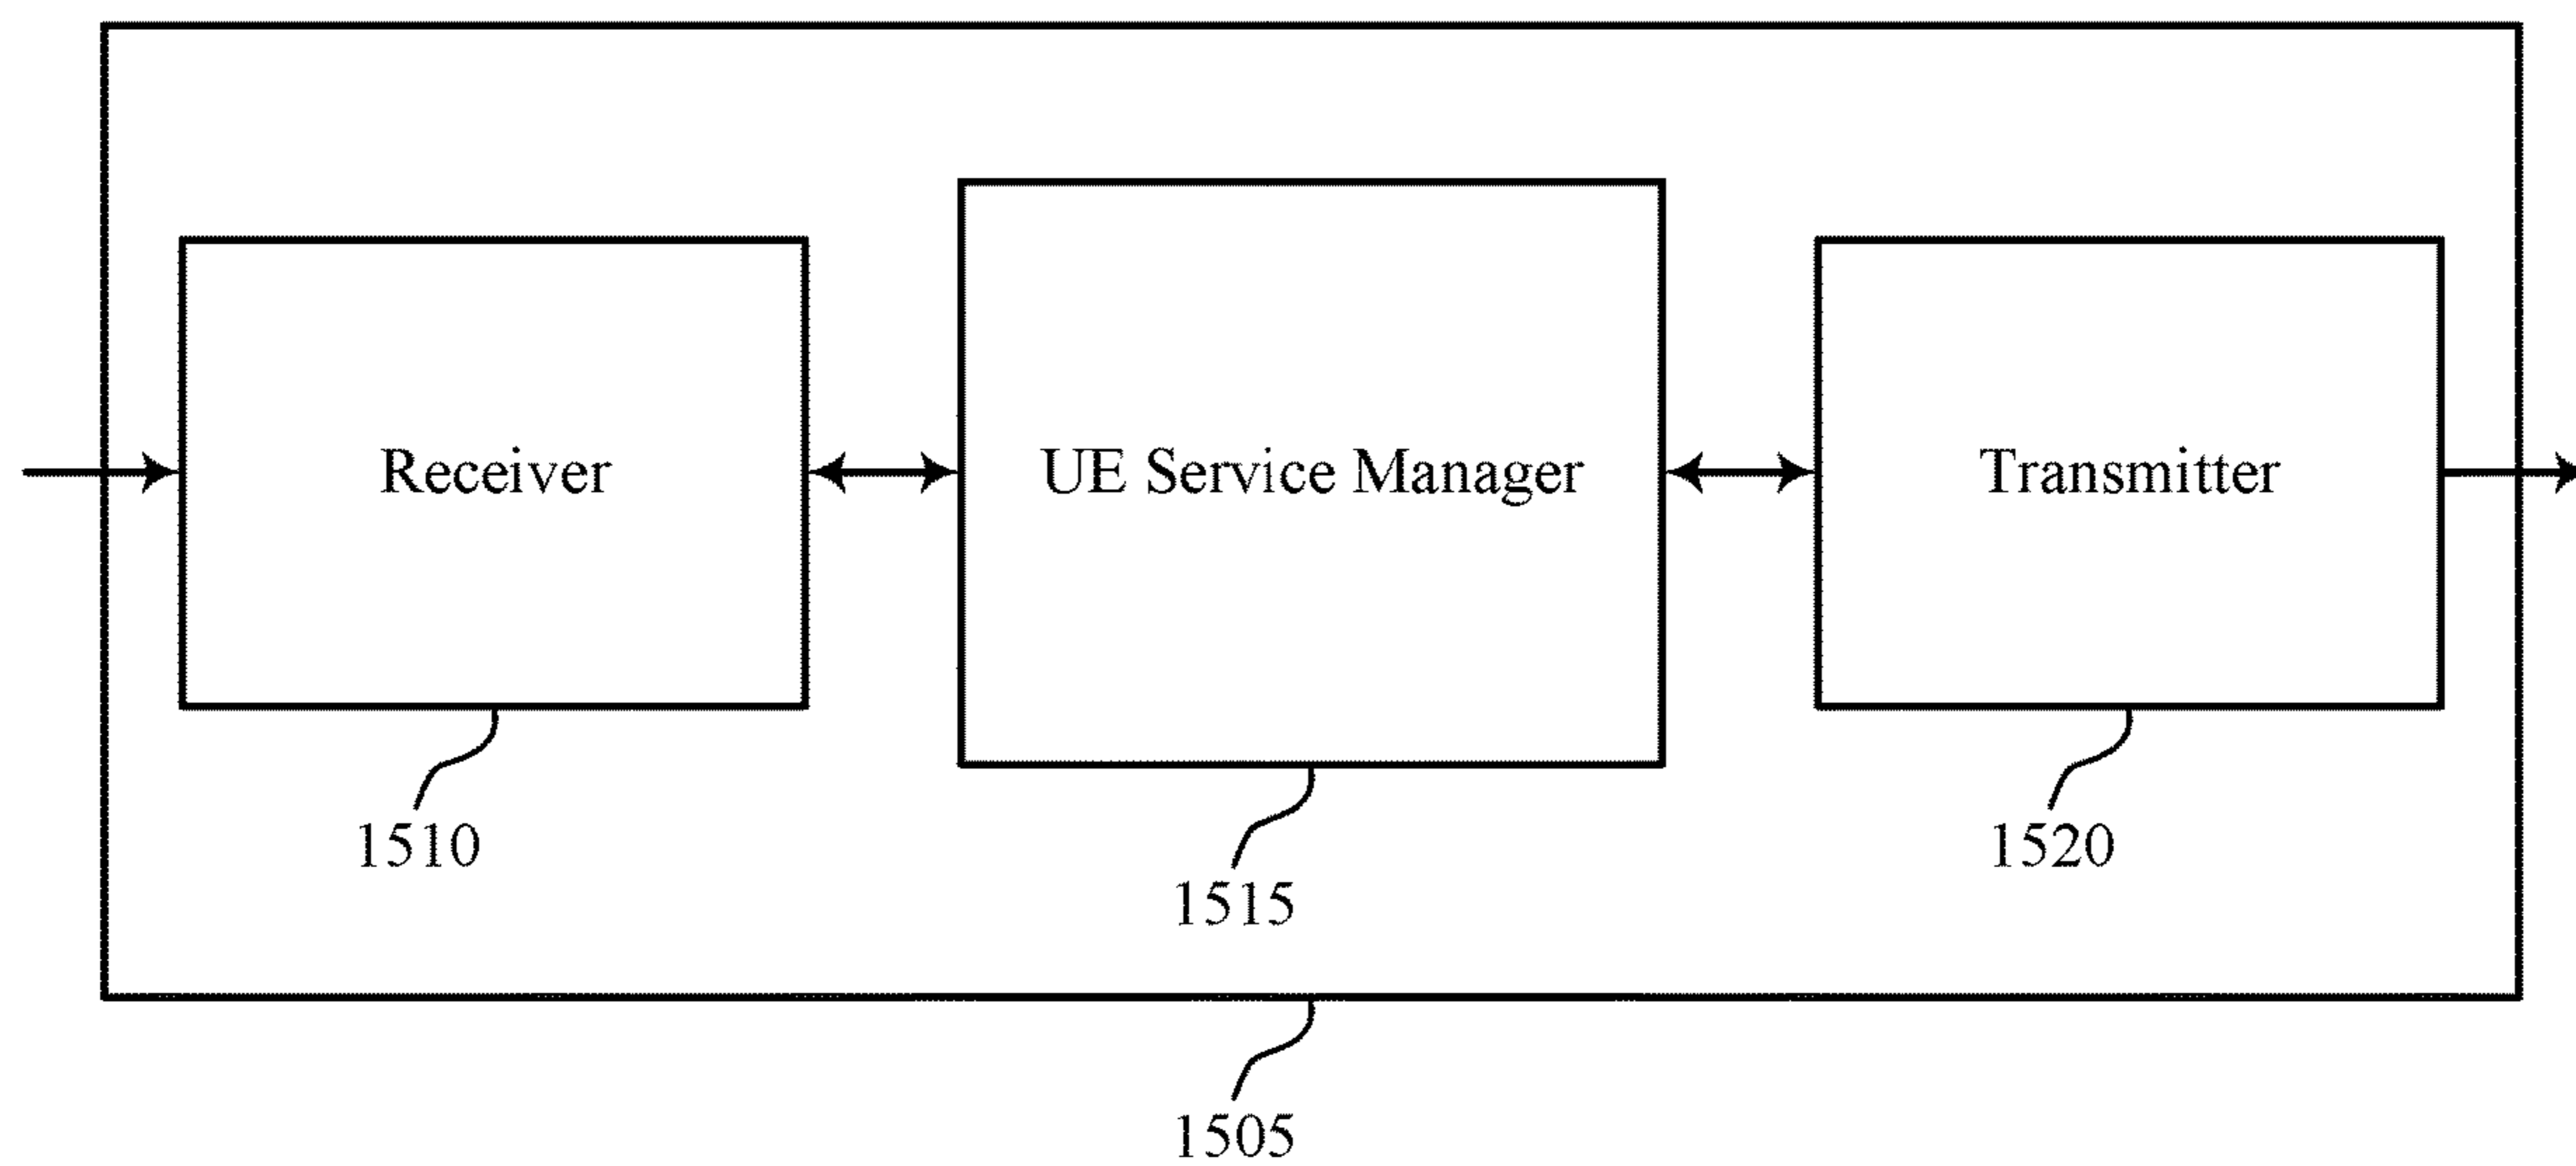 Receiver
UE Service Manager
Transmitter
1510
1515
1520
1505